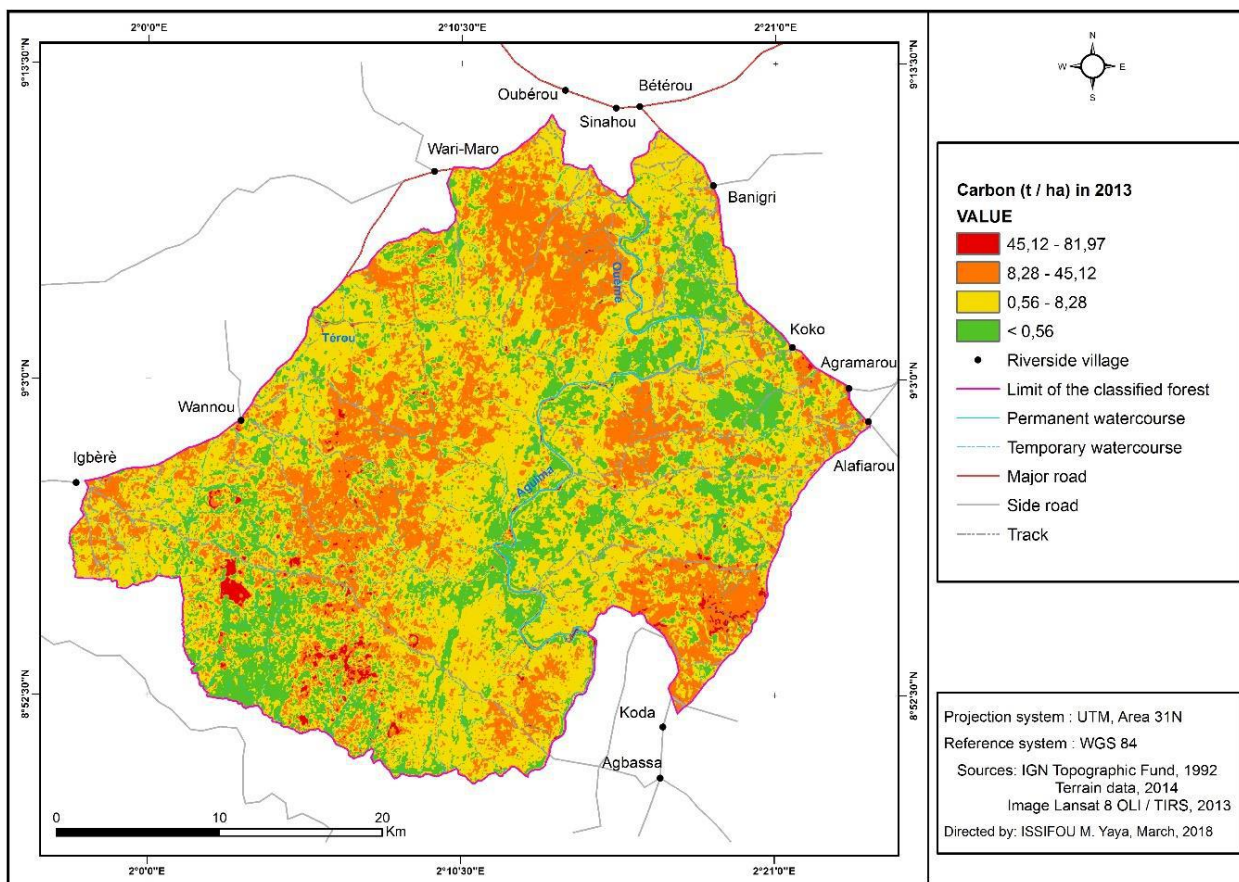 2°0'0"E
2°10'30"E
2°21'0"E
9°13'30"N
9°13'30"N
Oubérou
Bétérou
Sinahou
Wari-Maro
Banigri
Ouémé
Térou
Koko
Agramarou
9°3'0"N
9°3'0"N
Wannou
Alafiarou
Igbèrè
Aguima
8°52'30"N
8°52'30"N
Koda
Agbassa
0
10
20
Km
2°0'0"E
2°10'30"E
2°21'0"E
N
W
E
S
Carbon (t / ha) in 2013
VALUE
45,12 - 81,97
8,28 - 45,12
0,56 - 8,28
< 0,56
Riverside village
Limit of the classified forest
Permanent watercourse
Temporary watercourse
Major road
Side road
Track
Projection system : UTM, Area 31N
Reference system : WGS 84
Sources: IGN Topographic Fund, 1992
Terrain data, 2014
Image Lansat 8 OLI / TIRS, 2013
Directed by: ISSIFOU M. Yaya, March, 2018